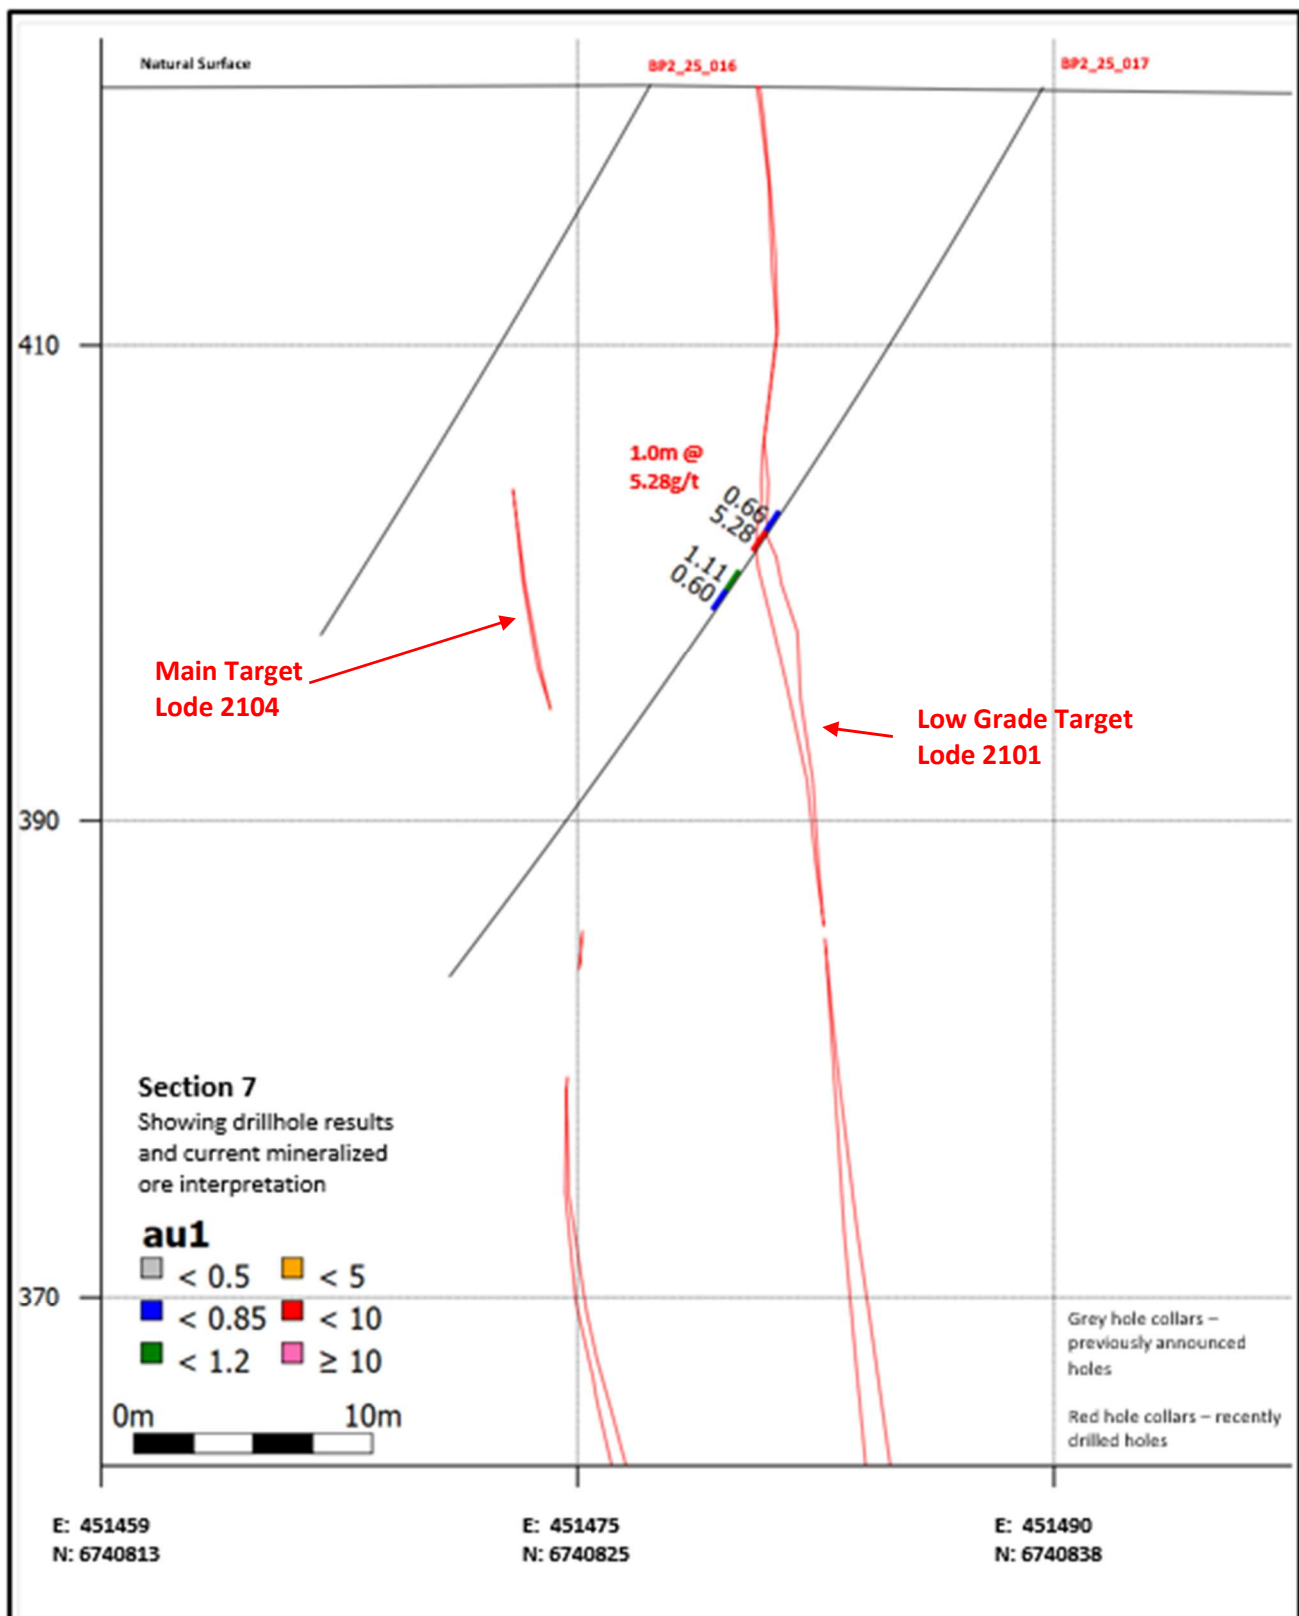 Natural Surface
BP2_25_016
BP2_25_017
410
1.0m @
5.28g/t
0.66
5.28
1.11
0.60
Main Target
Lode 2104
Low Grade Target
Lode 2101
390
Section 7
Showing drillhole results
and current mineralized
ore interpretation
au1
< 0.5
< 5
< 0.85
< 10
< 1.2
≥ 10
370
Grey hole collars –
previously announced
holes
Red hole collars – recently
drilled holes
0m
10m
E: 451459
N: 6740813
E: 451475
N: 6740825
E: 451490
N: 6740838